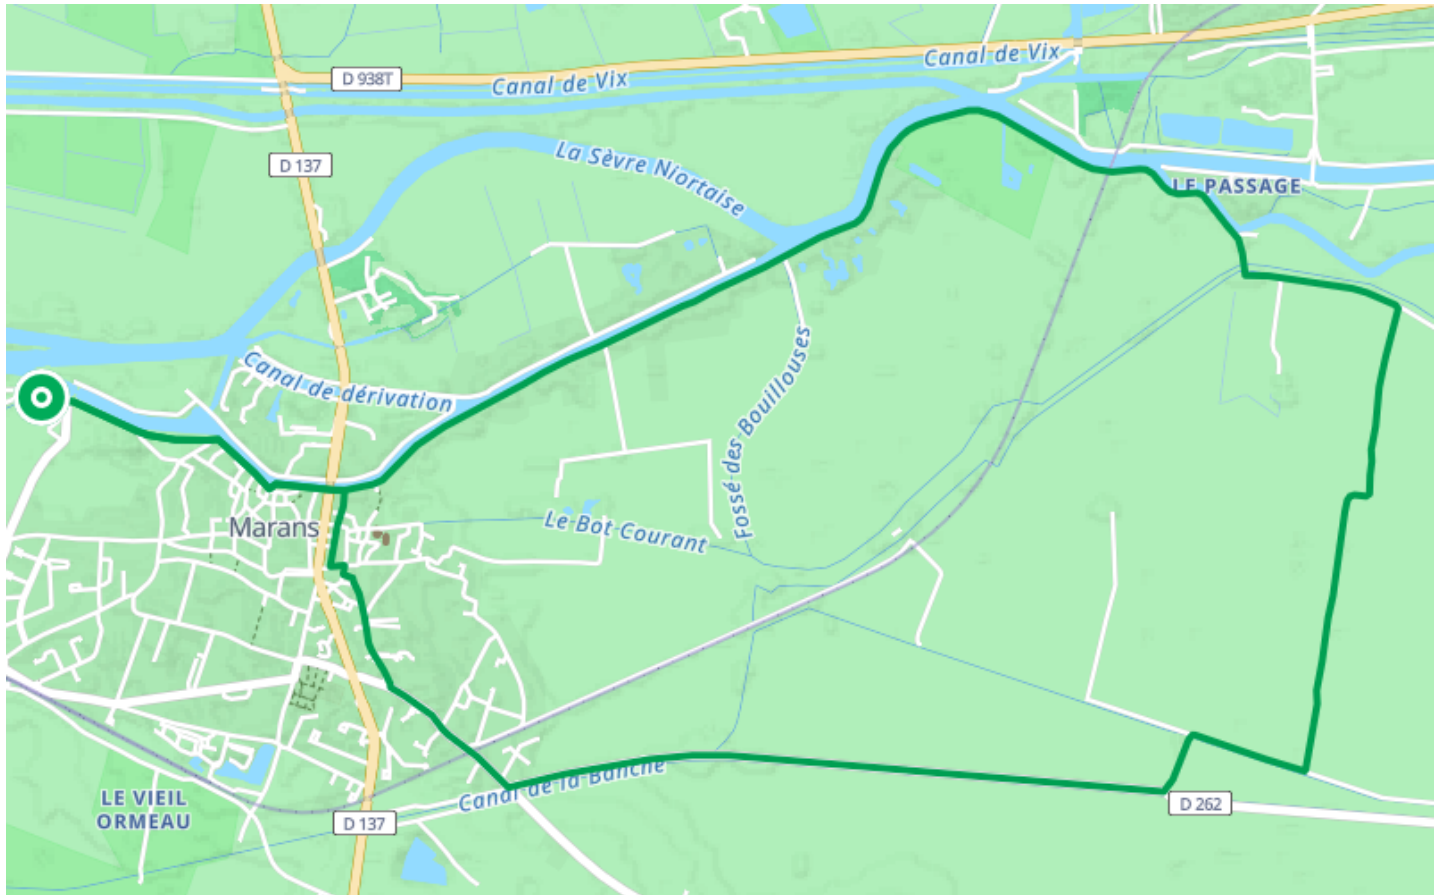 Canal de Vix
D 938T
Canal de Vix
D 137
La Sèvre Niortaise
LE PASSAGE
Canal de dérivation
Fossé des Bouillouses
Marans
Le Bot Courant
Canal de la Banche
LE VIEIL
ORMEAU
D 137
D 262